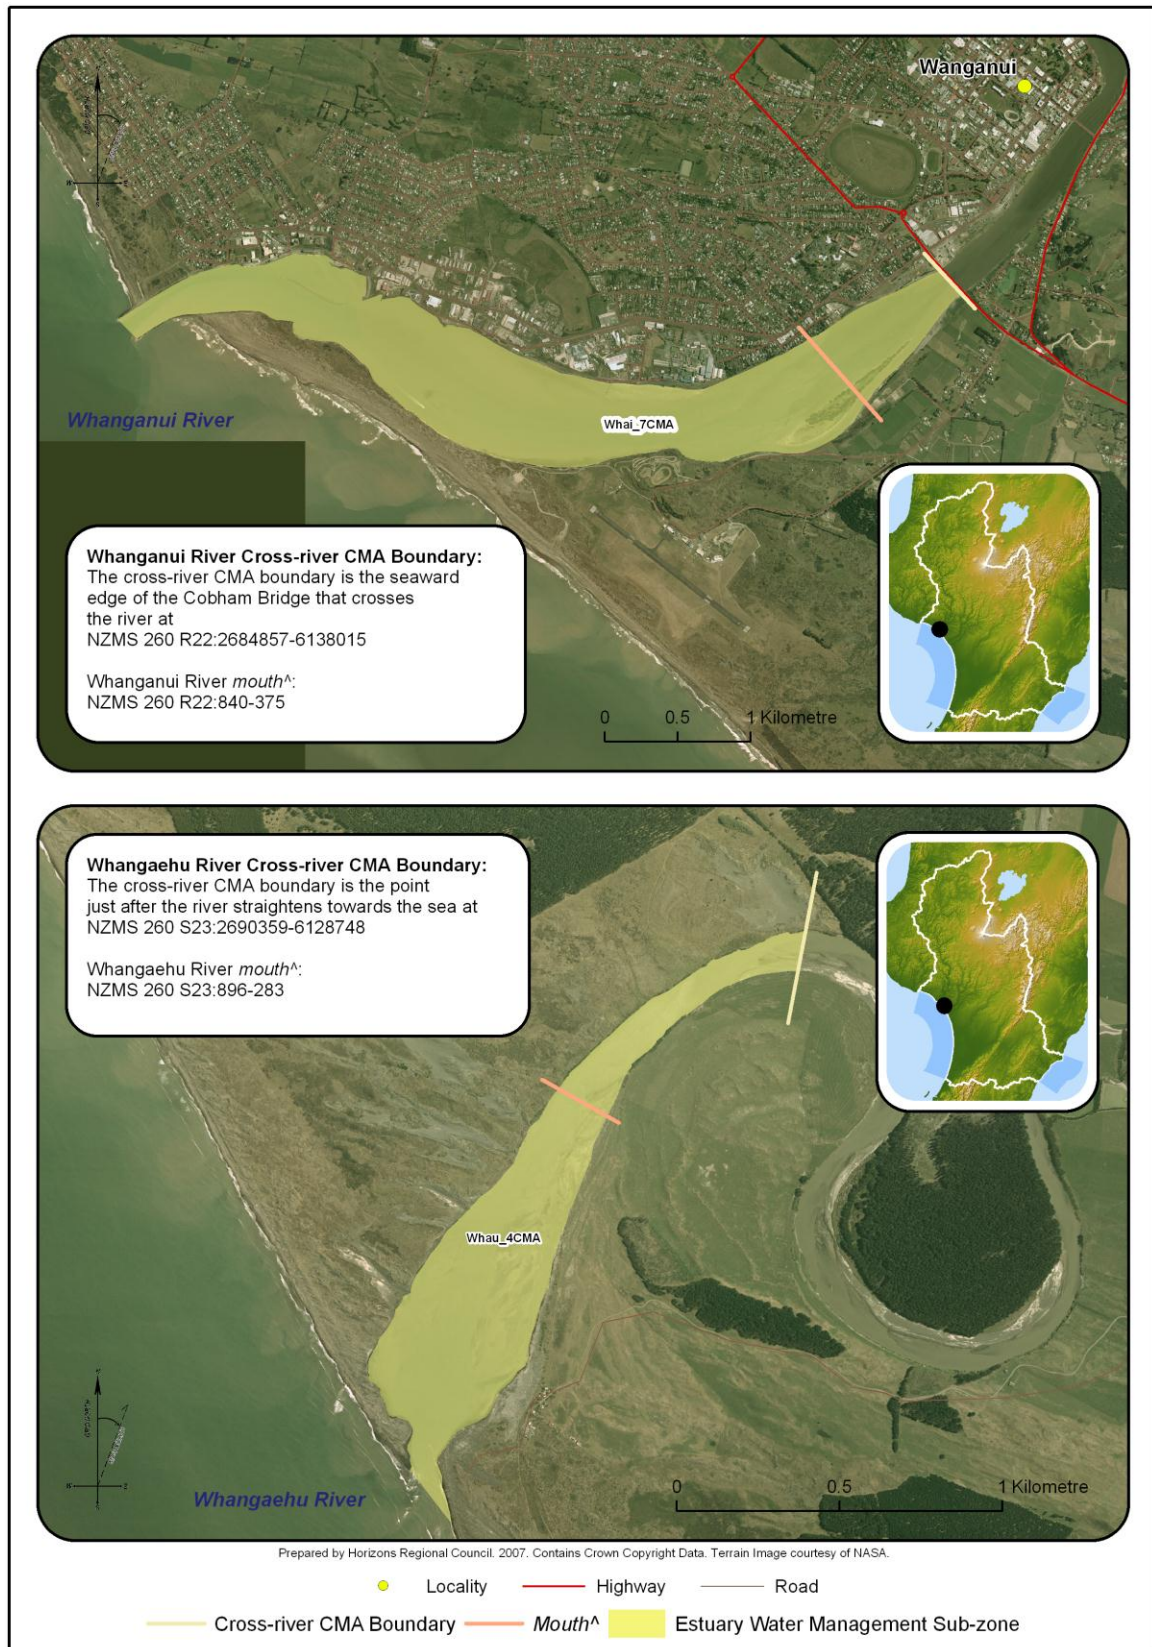 Wanganui
Whanganui River
Whai_7CMA
Whanganui River Cross-river CMA Boundary:
The cross-river CMA boundary is the seaward
edge of the Cobham Bridge that crosses
the river at
NZMS 260 R22:2684857-6138015
Whanganui River mouth^:
NZMS 260 R22:840-375
0 0.5 1 Kilometre
Whangaehu River Cross-river CMA Boundary:
The cross-river CMA boundary is the point
just after the river straightens towards the sea at
NZMS 260 S23:2690359-6128748
Whangaehu River mouth^:
NZMS 260 S23:896-283
Whau_4CMA
Whangaehu River
0 0.5 1 Kilometre
Prepared by Horizons Regional Council. 2007. Contains Crown Copyright Data. Terrain Image courtesy of NASA.
Locality Highway Road
Cross-river CMA Boundary Mouth^ Estuary Water Management Sub-zone